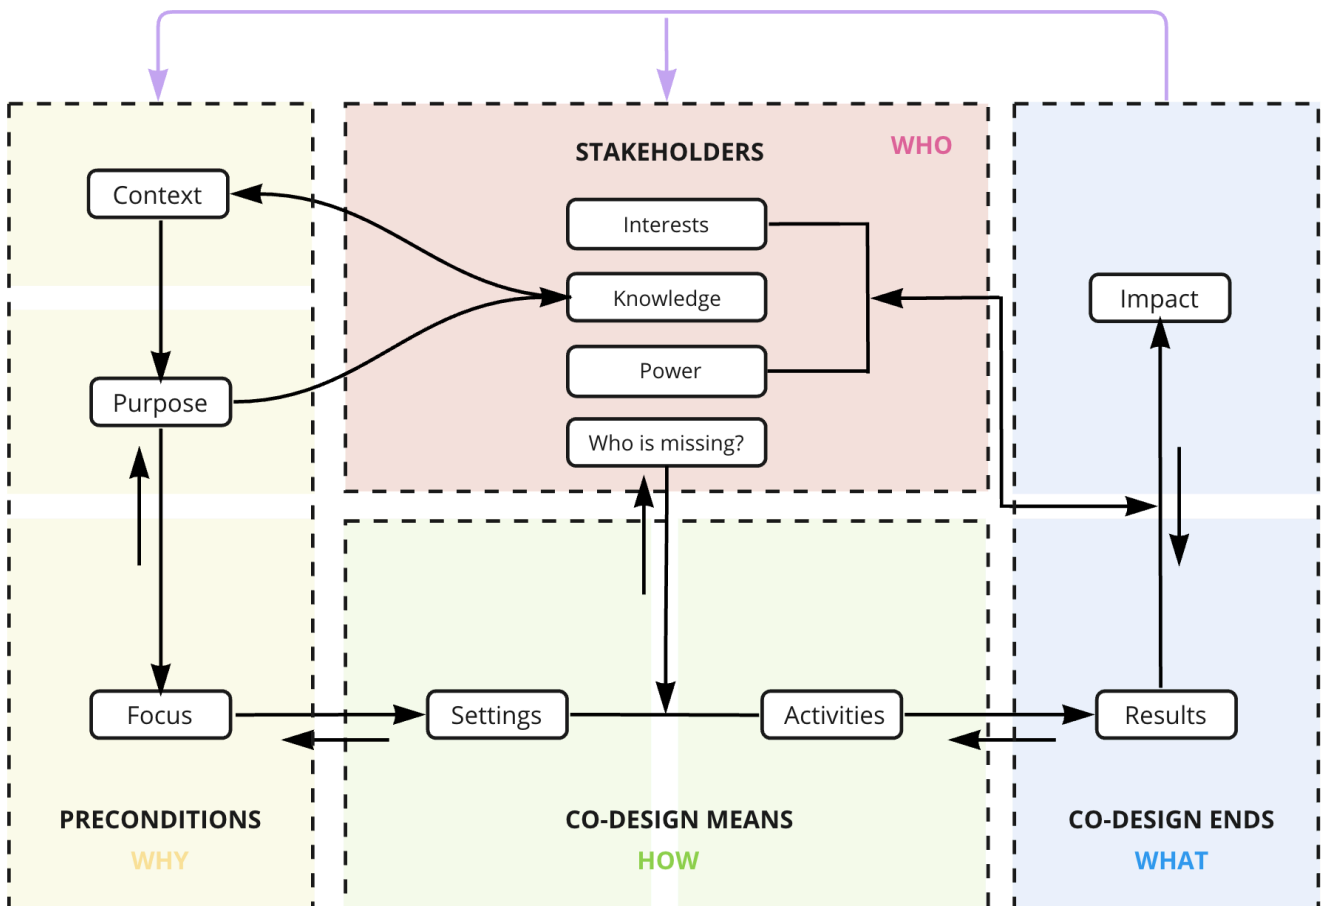 STAKEHOLDERS
WHO
Context
Interests
Knowledge
Impact
Power
Purpose
Who is missing?
Focus
Settings
Activities
Results
PRECONDITIONS
WHY
CO-DESIGN MEANS
HOW
CO-DESIGN ENDS
WHAT